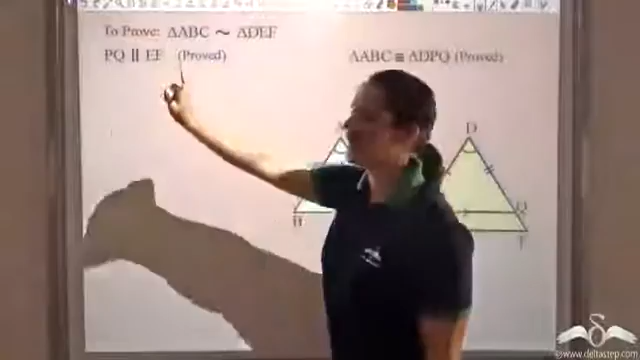 To Prove: ΔABC ~ ΔDEF
PQ || EF (Proved)
ΔABC ≅ ΔDPQ (Proved)
D
B
Q
F
©www.deltastep.com